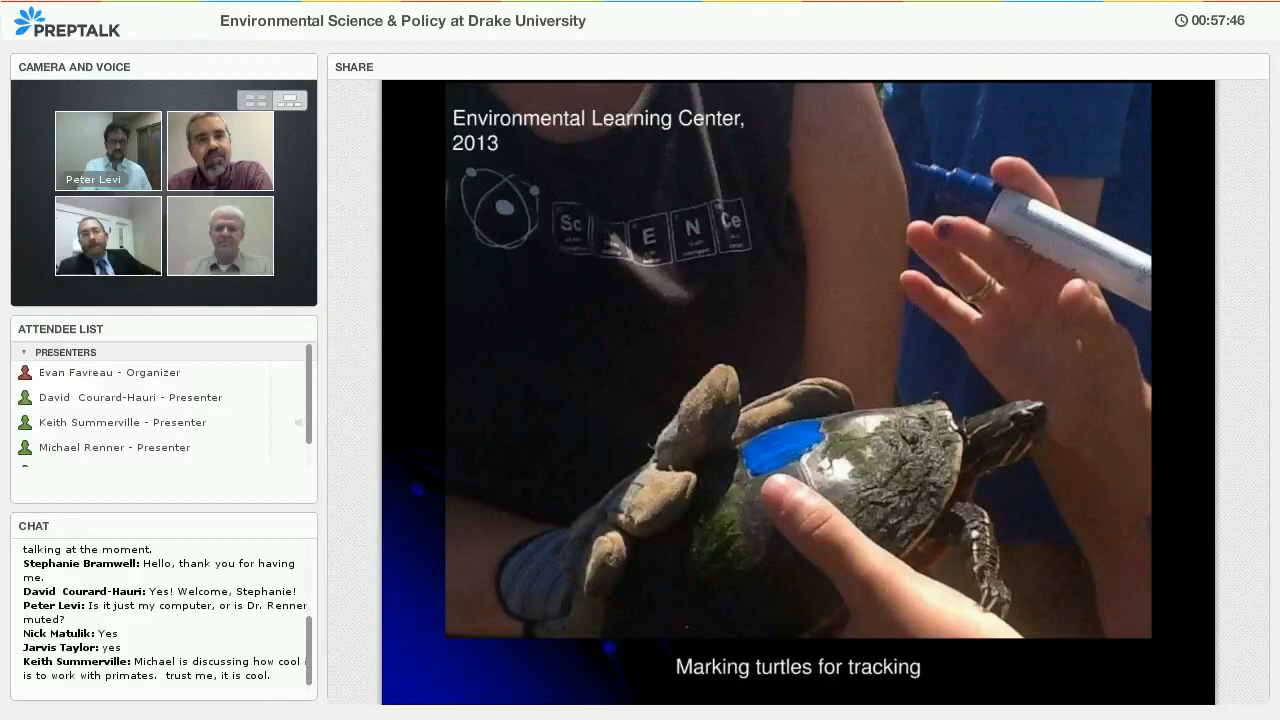 PREPTALK
Environmental Science & Policy at Drake University
00:57:46
CAMERA AND VOICE
Peter Levi
ATTENDEE LIST
PRESENTERS
Evan Favreau - Organizer
David Courard-Hauri - Presenter
Keith Summerville - Presenter
Michael Renner - Presenter
CHAT
talking at the moment.
Stephanie Bramwell: Hello, thank you for having
me.
David Courard-Hauri: Yes! Welcome, Stephanie!
Peter Levi: Is it just my computer, or is Dr. Renner
muted?
Nick Matulik: Yes
Jarvis Taylor: yes
Keith Summerville: Michael is discussing how cool
is to work with primates. trust me, it is cool.
SHARE
Environmental Learning Center,
2013
Sc E N Ce
Marking turtles for tracking